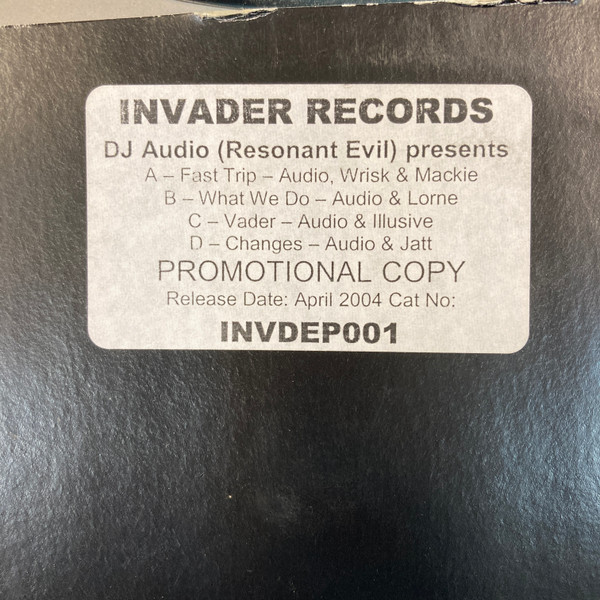 INVADER RECORDS
DJ Audio (Resonant Evil) presents
A – Fast Trip – Audio, Wrisk & Mackie
B – What We Do – Audio & Lorne
C – Vader – Audio & Illusive
D – Changes – Audio & Jatt
PROMOTIONAL COPY
Release Date: April 2004 Cat No:
INVDEP001